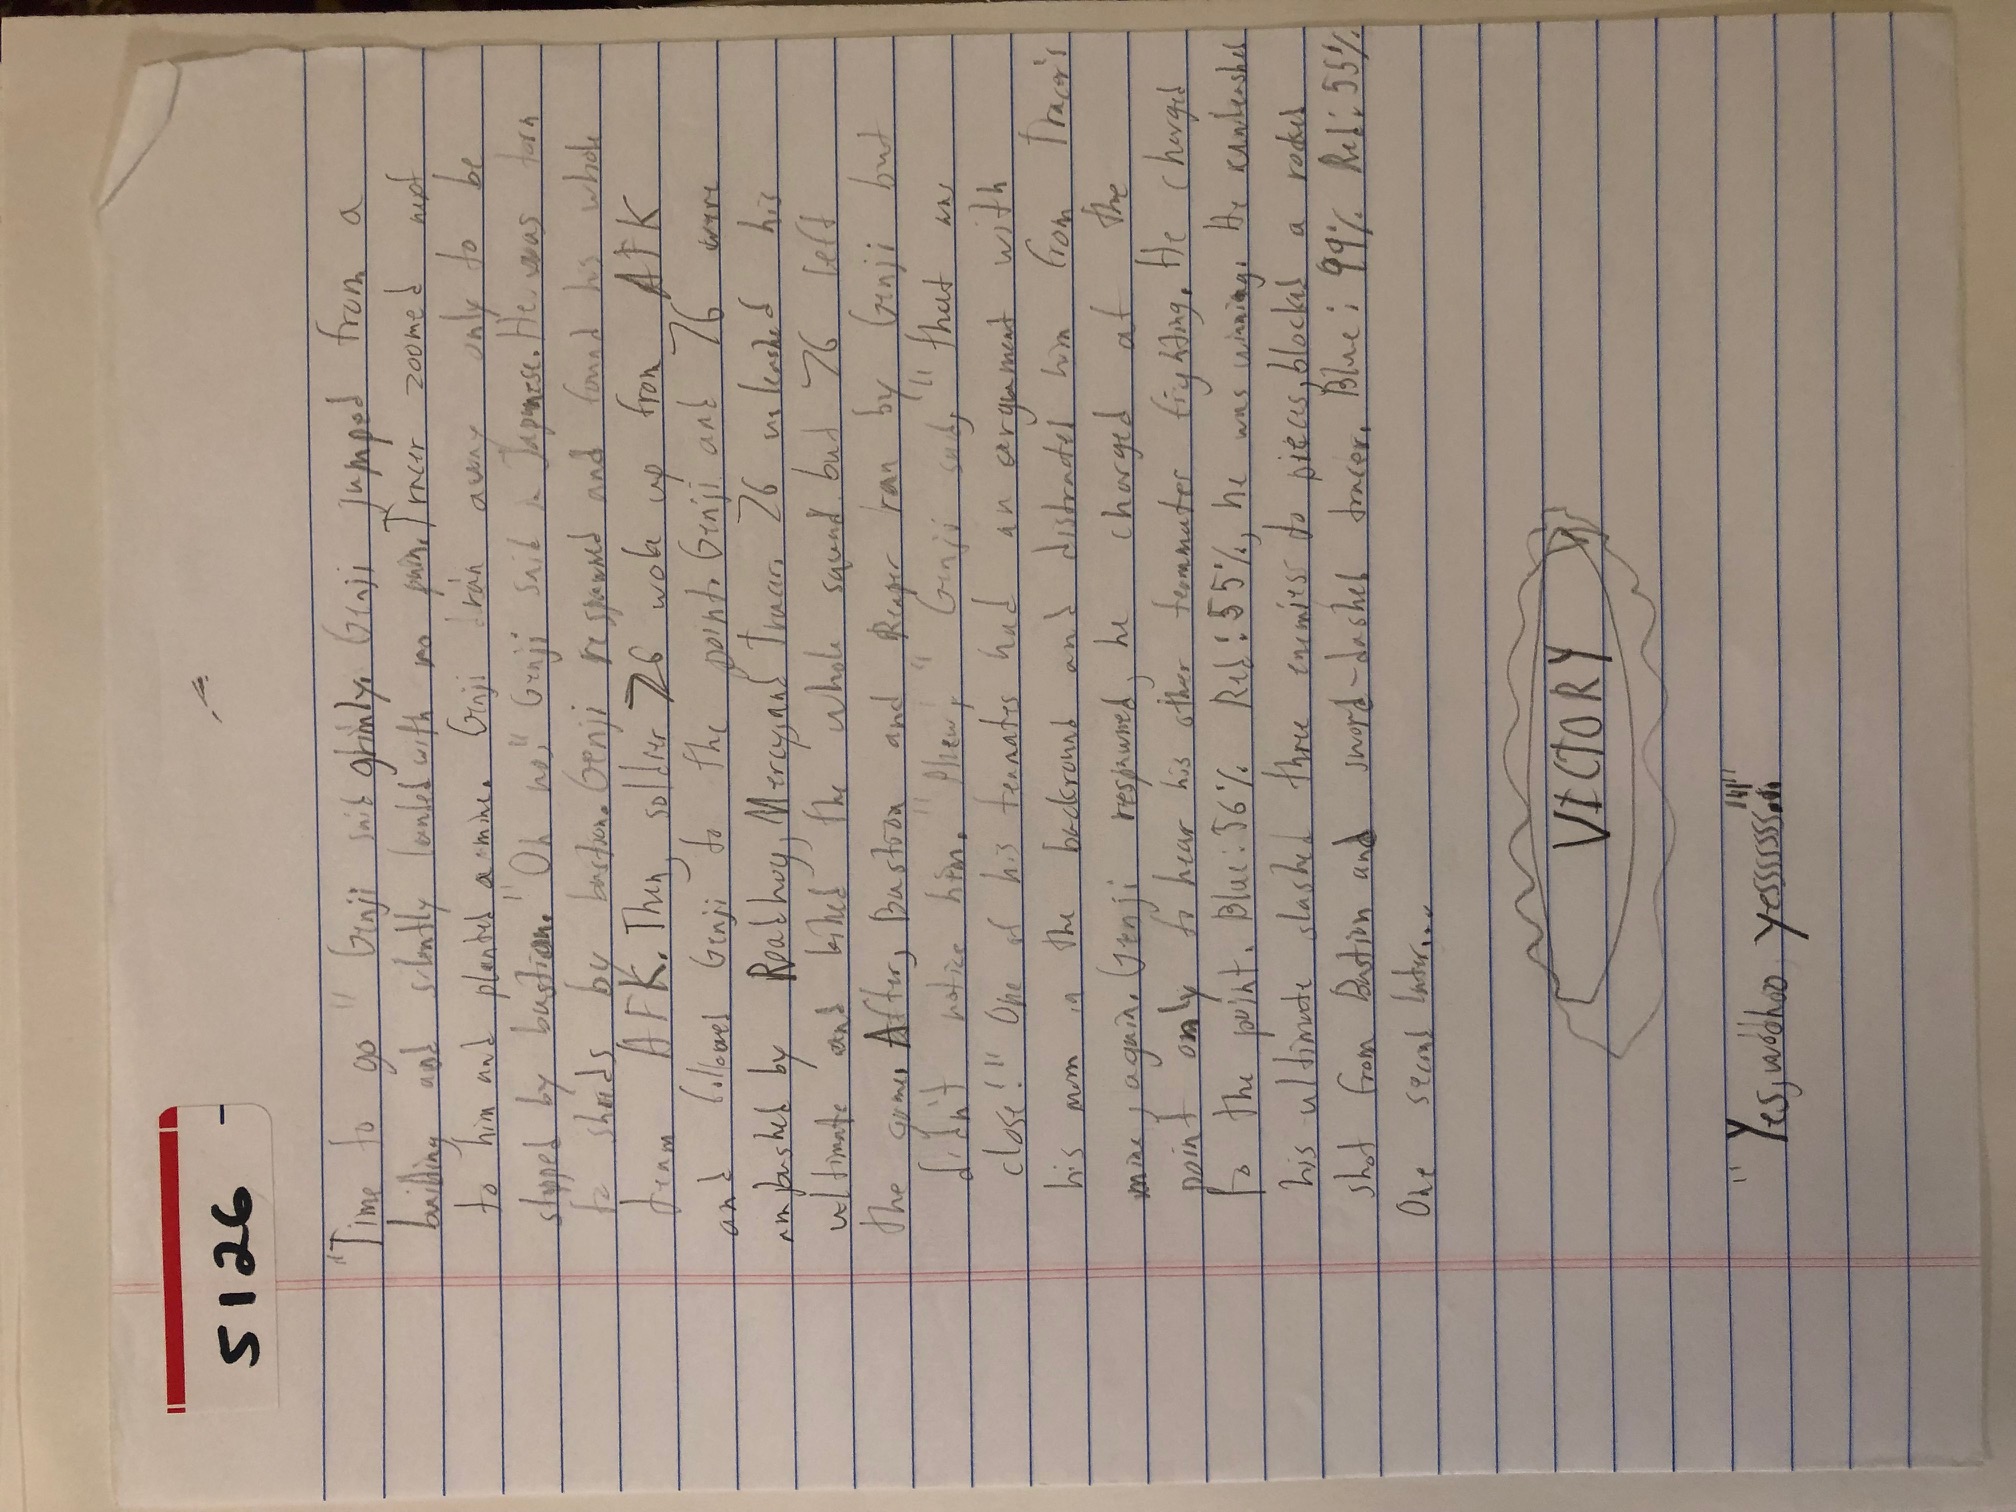 5126
"Time to go" Genji said grimly. Genji jumped from a
building and silently landed with no pain. Tracer zoomed next
to him and planted a mine. Genji ran away only to be
stopped by bastion. "Oh no," Genji said in Japanese. He was torn
to shreds by bastion. Genji respawned and found his whole
team AFK. Then, soldier 76 woke up from AFK
and followed Genji to the point. Genji and 76 were
ambushed by Roadhog, Mercy, and Tracer. 76 unleashed his
ultimate and killed the whole squad but 76 left
the game. After, Bastion and Reaper ran by Genji but
didn't notice him. "Phew," Genji said, "that was
close!" One of his teamates had an argument with
his mom in the backround and distracted him from Tracer's
mine, again. Genji respawned, he charged at the
point only to hear his other teammates fighting. He charged
to the point. Blue: 56% Red: 55%, he was winning. He unleashed
his ultimate slashed three enemiess to pieces, blocked a rocket
shot from Bastion and sword-dashed tracer. Blue: 99% Red: 55%
One second later...
VICTORY
"Yes, woohoo yesssssss!!!"